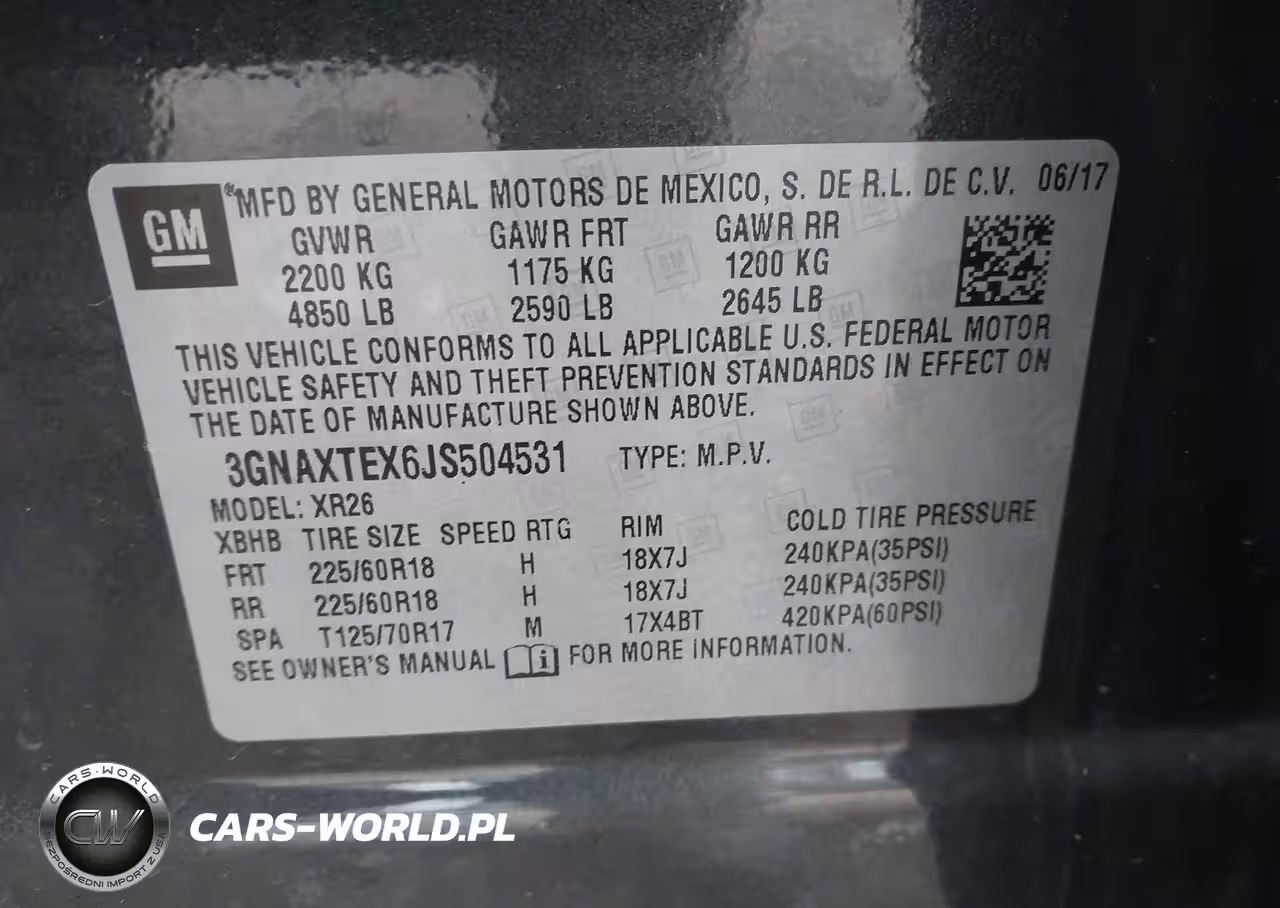 GM
® MFD BY GENERAL MOTORS DE MEXICO, S. DE R.L. DE C.V. 06/17
GVWR GAWR FRT GAWR RR
2200 KG 1175 KG 1200 KG
4850 LB 2590 LB 2645 LB
THIS VEHICLE CONFORMS TO ALL APPLICABLE U.S. FEDERAL MOTOR
VEHICLE SAFETY AND THEFT PREVENTION STANDARDS IN EFFECT ON
THE DATE OF MANUFACTURE SHOWN ABOVE.
3GNAXTEX6JS504531 TYPE: M.P.V.
MODEL: XR26
XBHB TIRE SIZE SPEED RTG RIM COLD TIRE PRESSURE
FRT 225/60R18 H 18X7J 240KPA(35PSI)
RR 225/60R18 H 18X7J 240KPA(35PSI)
SPA T125/70R17 M 17X4BT 420KPA(60PSI)
SEE OWNER'S MANUAL FOR MORE INFORMATION.
CARS-WORLD
CW
BEZPOŚREDNI IMPORT Z USA
CARS-WORLD.PL